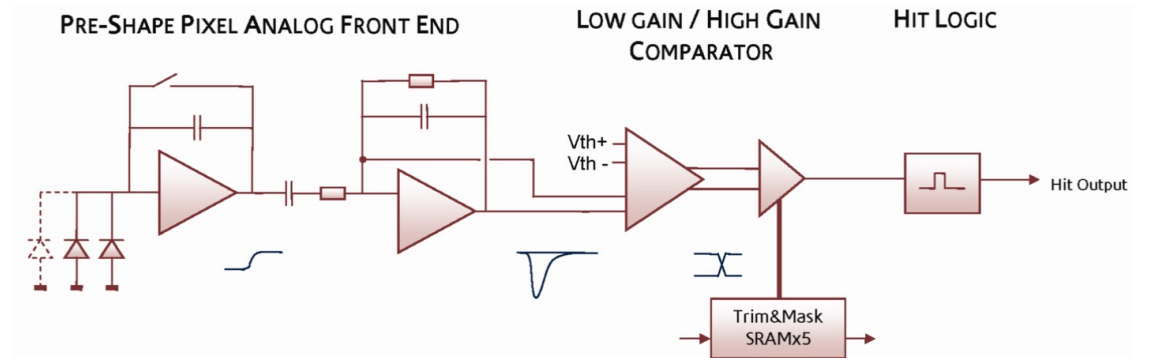 PRE-SHAPE PIXEL ANALOG FRONT END
LOW GAIN / HIGH GAIN
COMPARATOR
HIT LOGIC
Vth+
Vth -
Hit Output
Trim&Mask
SRAMx5